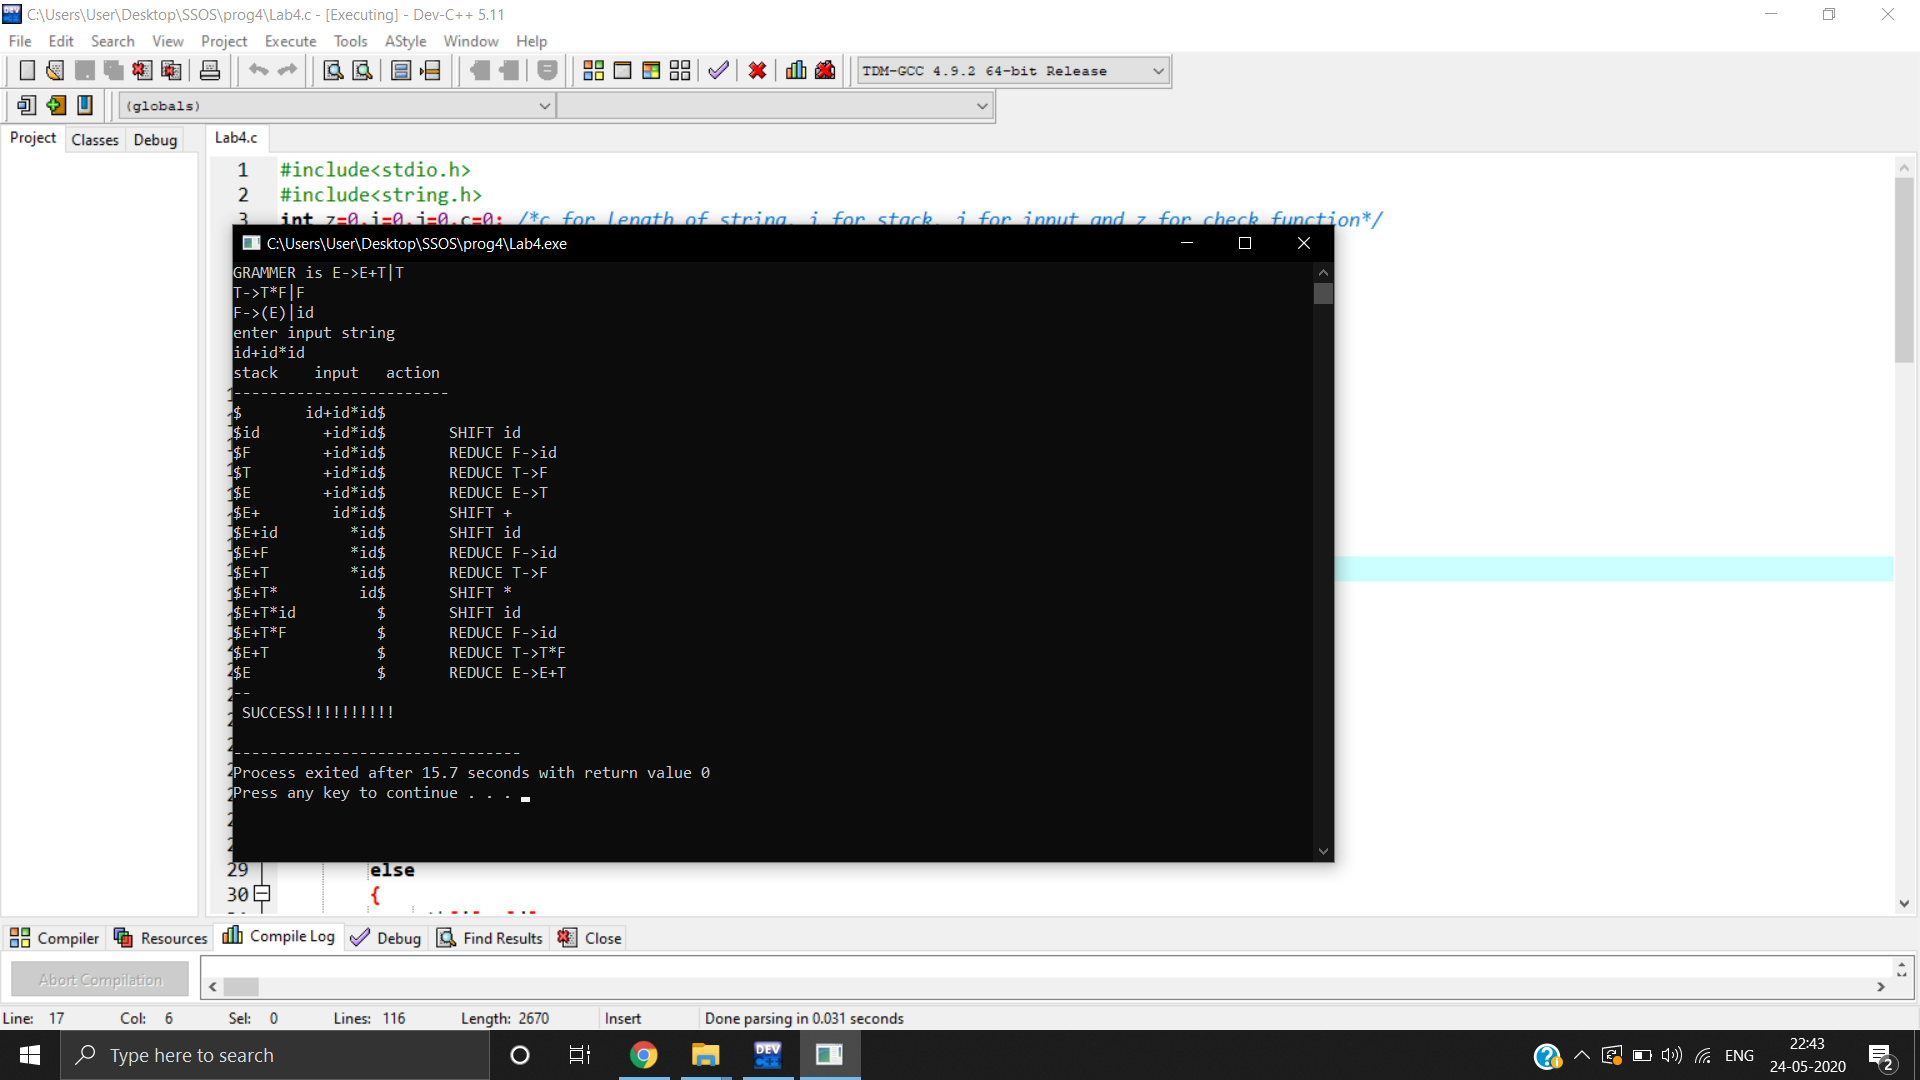 C:\Users\User\Desktop\SSOS\prog4\Lab4.c - [Executing] - Dev-C++ 5.11
File Edit Search View Project Execute Tools AStyle Window Help
TDM-GCC 4.9.2 64-bit Release
(globals)
Project Classes Debug Lab4.c
1 #include<stdio.h>
2 #include<string.h>
3 int z=0,i=0,j=0,c=0; /*c for length of string, i for stack, j for input and z for check function*/
C:\Users\User\Desktop\SSOS\prog4\Lab4.exe
GRAMMER is E->E+T|T
T->T*F|F
F->(E)|id
enter input string
id+id*id
stack input action
------------------------
$ id+id*id$
$id +id*id$ SHIFT id
$F +id*id$ REDUCE F->id
$T +id*id$ REDUCE T->F
$E +id*id$ REDUCE E->T
$E+ id*id$ SHIFT +
$E+id *id$ SHIFT id
$E+F *id$ REDUCE F->id
$E+T *id$ REDUCE T->F
$E+T* id$ SHIFT *
$E+T*id $ SHIFT id
$E+T*F $ REDUCE F->id
$E+T $ REDUCE T->T*F
$E $ REDUCE E->E+T
--
SUCCESS!!!!!!!!!!
--------------------------------
Process exited after 15.7 seconds with return value 0
Press any key to continue . . .
29 else
30 {
Compiler Resources Compile Log Debug Find Results Close
Abort Compilation
Line: 17 Col: 6 Sel: 0 Lines: 116 Length: 2670 Insert Done parsing in 0.031 seconds
Type here to search
DEV C++
ENG
22:43
24-05-2020
2